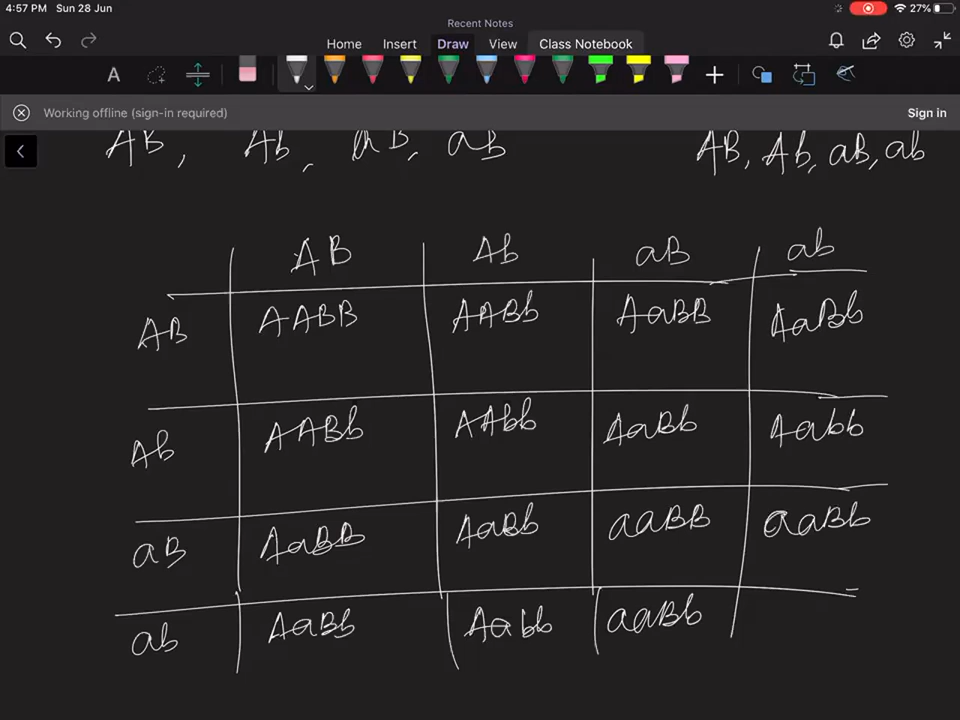 4:57 PM Sun 28 Jun 27%
Recent Notes
Home Insert Draw View Class Notebook
A
Working offline (sign-in required) Sign in
AB, Ab, aB, ab AB, Ab, aB, ab
AB Ab aB ab
AB AABB AABb AaBB AaBb
Ab AABb AAbb AaBb Aabb
aB AaBB AaBb aaBB aaBb
ab AaBb Aabb aaBb